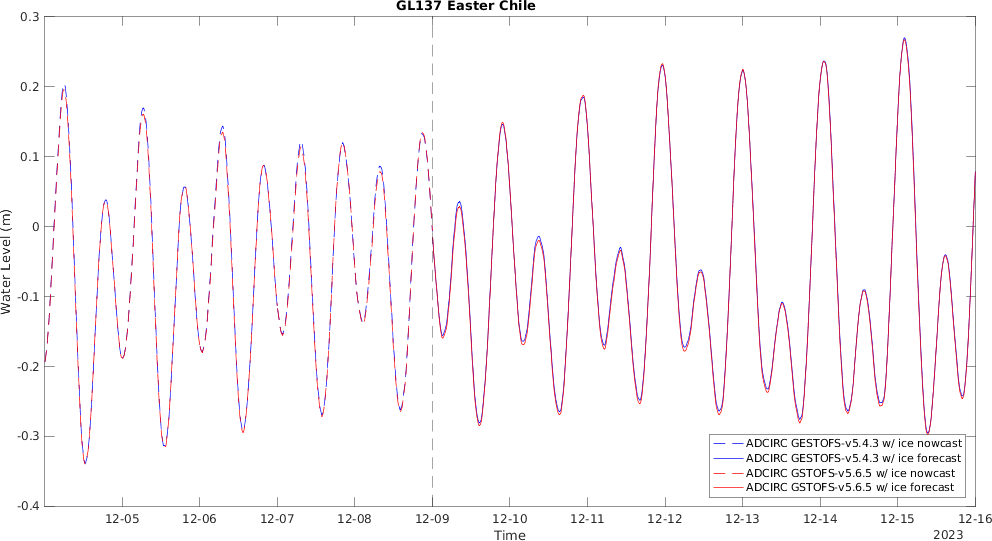 GL137 Easter Chile
0.3
0.2
0.1
0
-0.1
-0.2
-0.3
-0.4
Water Level (m)
ADCIRC GESTOFS-v5.4.3 w/ ice nowcast
ADCIRC GESTOFS-v5.4.3 w/ ice forecast
ADCIRC GSTOFS-v5.6.5 w/ ice nowcast
ADCIRC GSTOFS-v5.6.5 w/ ice forecast
12-05 12-06 12-07 12-08 12-09 12-10 12-11 12-12 12-13 12-14 12-15 12-16
Time
2023